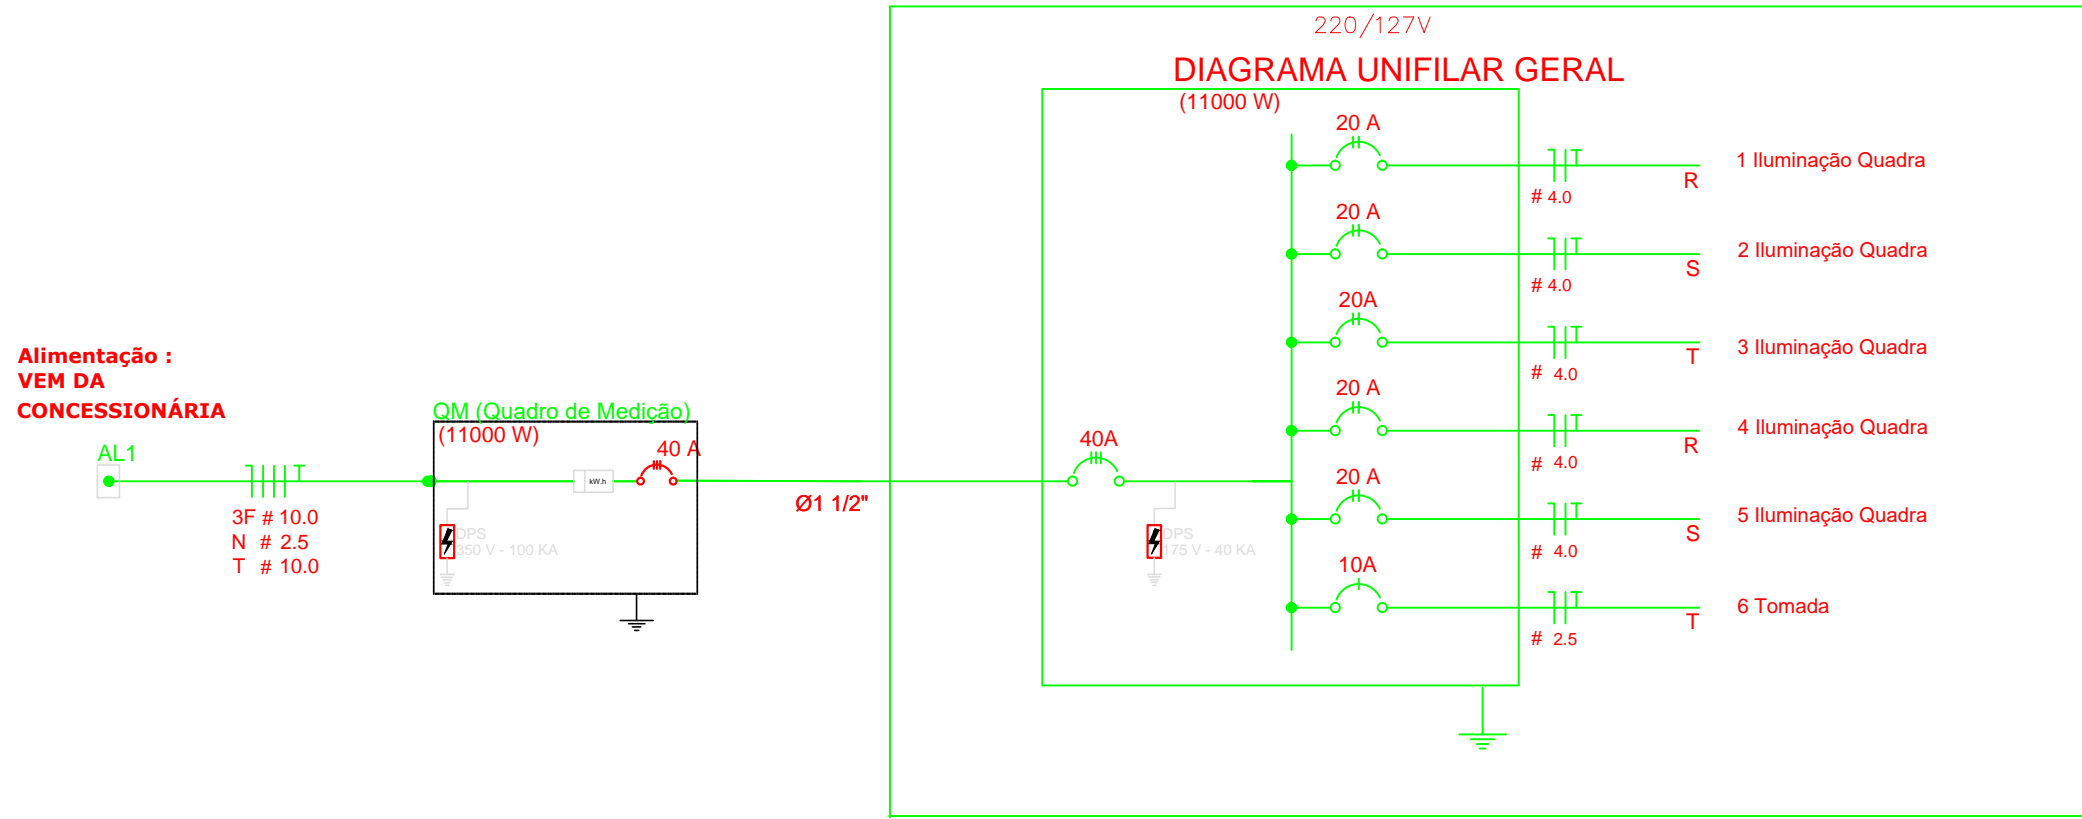 220/127V
DIAGRAMA UNIFILAR GERAL
(11000 W)
20 A
1 Iluminação Quadra
R
# 4.0
20 A
2 Iluminação Quadra
S
# 4.0
20A
3 Iluminação Quadra
T
# 4.0
20 A
4 Iluminação Quadra
R
# 4.0
20 A
5 Iluminação Quadra
S
# 4.0
10A
6 Tomada
T
# 2.5
Alimentação :
VEM DA
CONCESSIONÁRIA
AL1
3F # 10.0
N # 2.5
T # 10.0
QM (Quadro de Medição)
(11000 W)
40 A
kW.h
DPS
350 V - 100 KA
Ø1 1/2"
40A
DPS
175 V - 40 KA